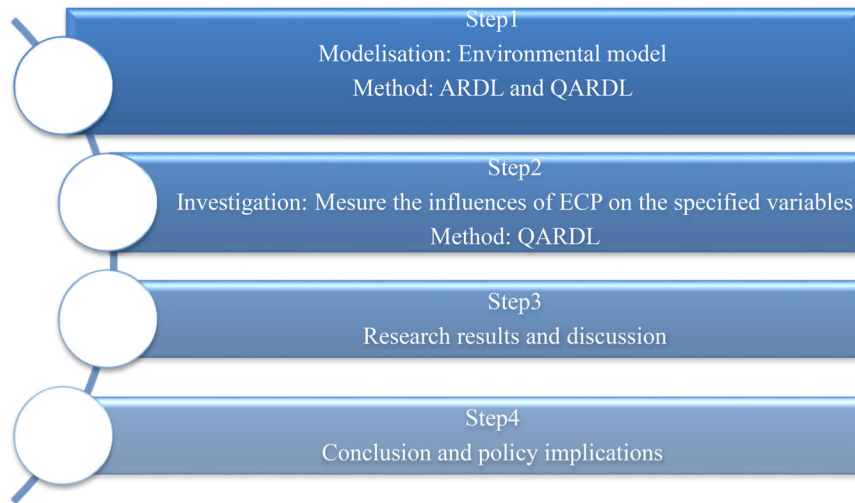 Step1
Modelisation: Environmental model
Method: ARDL and QARDL
Step2
Investigation: Mesure the influences of ECP on the specified variables
Method: QARDL
Step3
Research results and discussion
Step4
Conclusion and policy implications